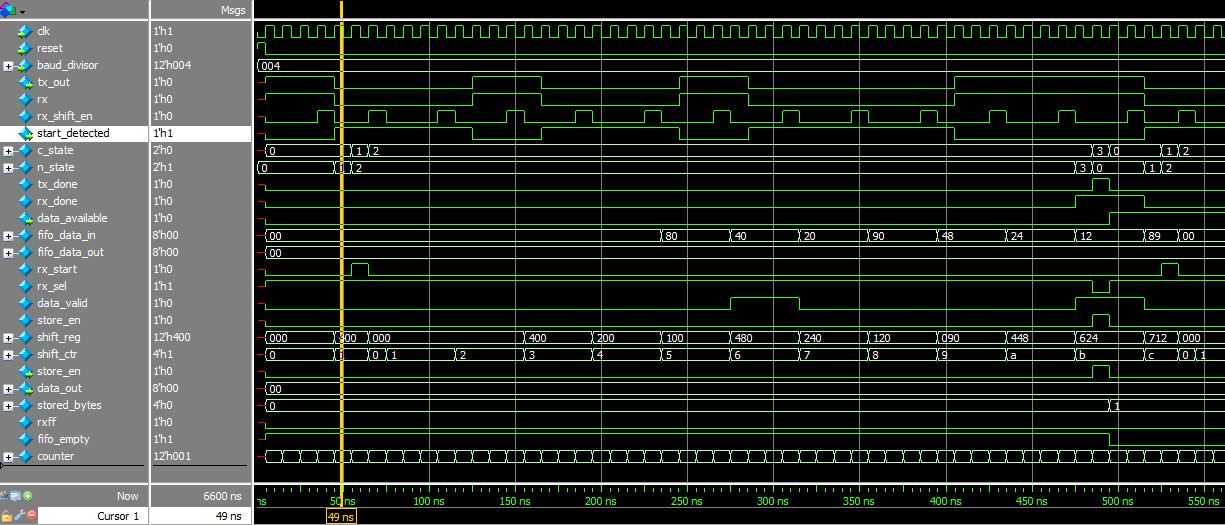 Msgs
clk 1'h1
reset 1'h0
baud_divisor 12'h004 004
tx_out 1'h0
rx 1'h0
rx_shift_en 1'h0
start_detected 1'h1
c_state 2'h0 0 1 2 3 0 1 2
n_state 2'h1 0 1 2 3 0 1 2
tx_done 1'h0
rx_done 1'h0
data_available 1'h0
fifo_data_in 8'h00 00 80 40 20 90 48 24 12 89 00
fifo_data_out 8'h00 00
rx_start 1'h0
rx_sel 1'h1
data_valid 1'h0
store_en 1'h0
shift_reg 12'h400 000 000 400 200 100 480 240 120 090 448 624 712 000
shift_ctr 4'h1 0 1 0 1 2 3 4 5 6 7 8 9 a b c 0 1
store_en 1'h0
data_out 8'h00 00
stored_bytes 4'h0 0 1
rxff 1'h0
fifo_empty 1'h1
counter 12'h001
Now 6600 ns ns 50 ns 100 ns 150 ns 200 ns 250 ns 300 ns 350 ns 400 ns 450 ns 500 ns 550 ns
Cursor 1 49 ns 49 ns